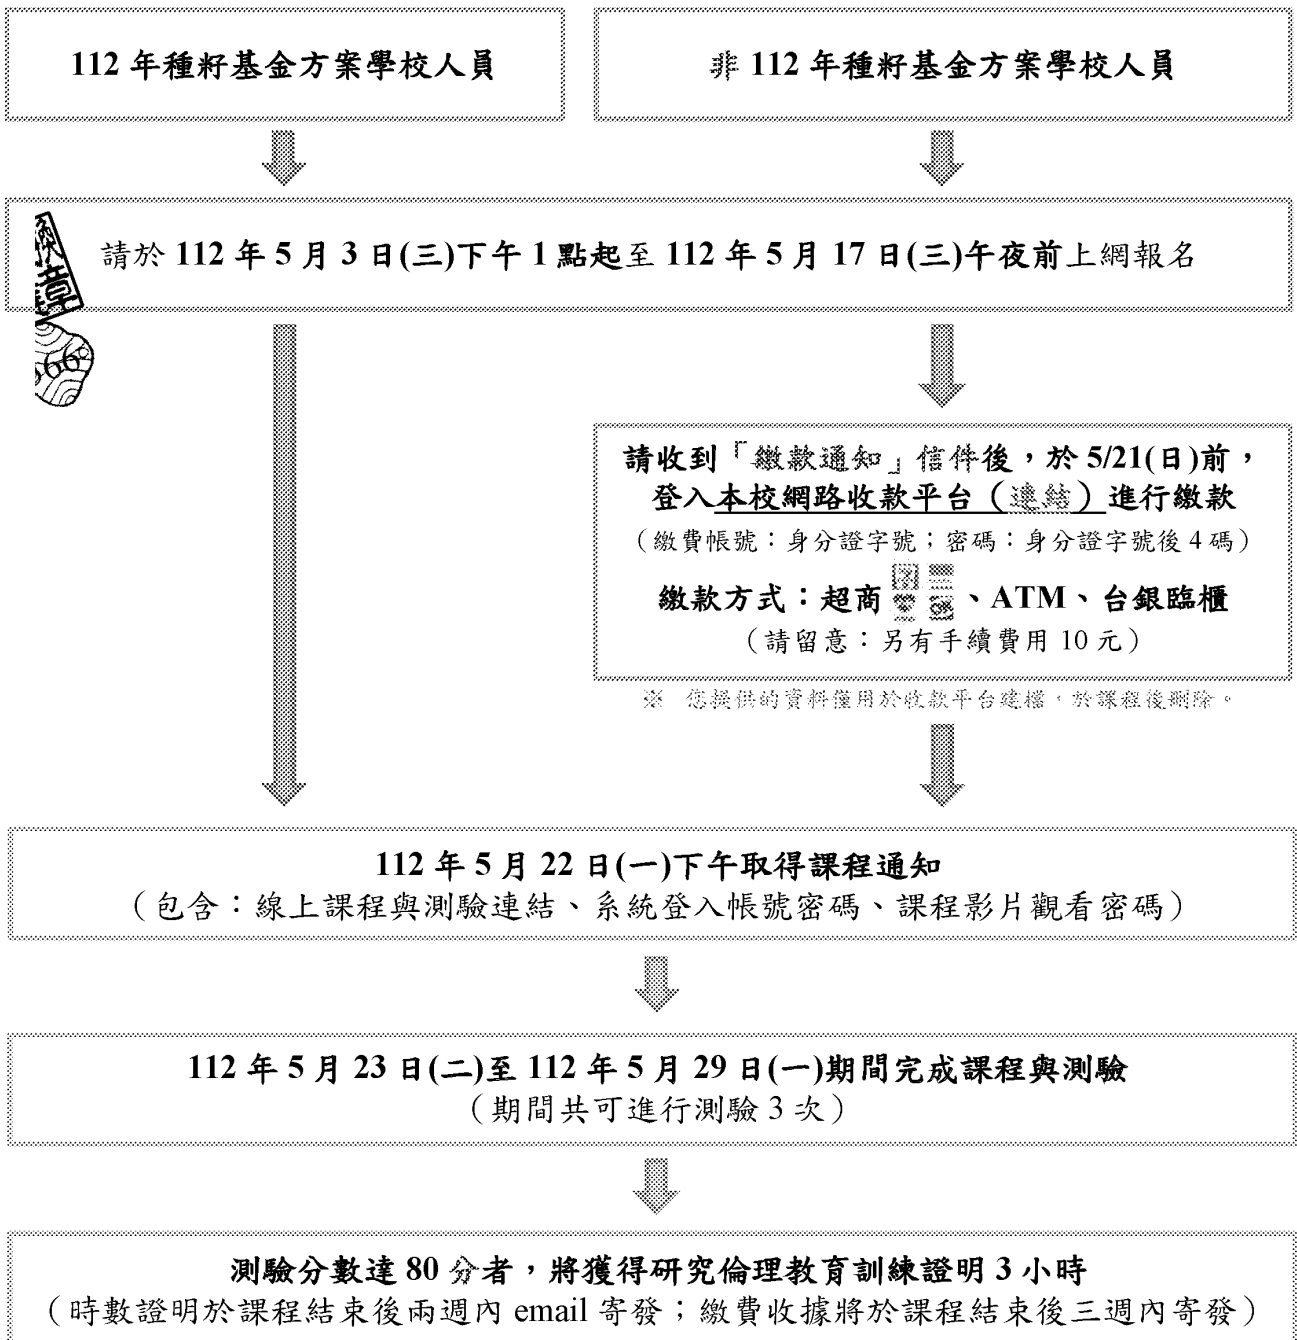 112 年種籽基金方案學校人員
非 112 年種籽基金方案學校人員
請於 112 年 5 月 3 日(三)下午 1 點起至 112 年 5 月 17 日(三)午夜前上網報名
章
366
請收到「繳款通知」信件後，於 5/21(日)前，
登入本校網路收款平台（連結）進行繳款
（繳費帳號：身分證字號；密碼：身分證字號後 4 碼）
繳款方式：超商、ATM、台銀臨櫃
（請留意：另有手續費用 10 元）
※ 您提供的資料僅用於收款平台建檔，於課程後刪除。
112 年 5 月 22 日(一)下午取得課程通知
（包含：線上課程與測驗連結、系統登入帳號密碼、課程影片觀看密碼）
112 年 5 月 23 日(二)至 112 年 5 月 29 日(一)期間完成課程與測驗
（期間共可進行測驗 3 次）
測驗分數達 80 分者，將獲得研究倫理教育訓練證明 3 小時
（時數證明於課程結束後兩週內 email 寄發；繳費收據將於課程結束後三週內寄發）